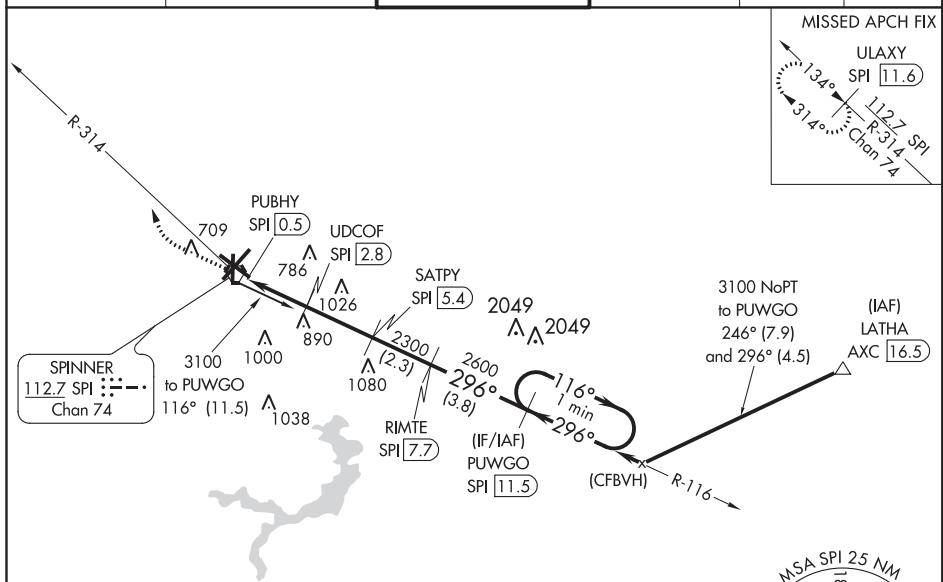 MISSED APCH FIX
ULAXY
SPI 11.6
134°
314°
112.7 SPI
R-314
Chan 74
R-314
PUBHY
SPI 0.5
709
UDCOF
SPI 2.8
786
1026
SATPY
SPI 5.4
890
2049
2049
3100 NoPT
to PUWGO
246° (7.9)
and 296° (4.5)
(IAF)
LATHA
AXC 16.5
SPINNER
112.7 SPI
Chan 74
3100
to PUWGO
116° (11.5)
1000
1038
1080
2300
(2.3)
2600
296°
(3.8)
116°
1 min
296°
RIMTE
SPI 7.7
(IF/IAF)
PUWGO
SPI 11.5
(CFBVH)
R-116
MSA SPI 25 NM
18